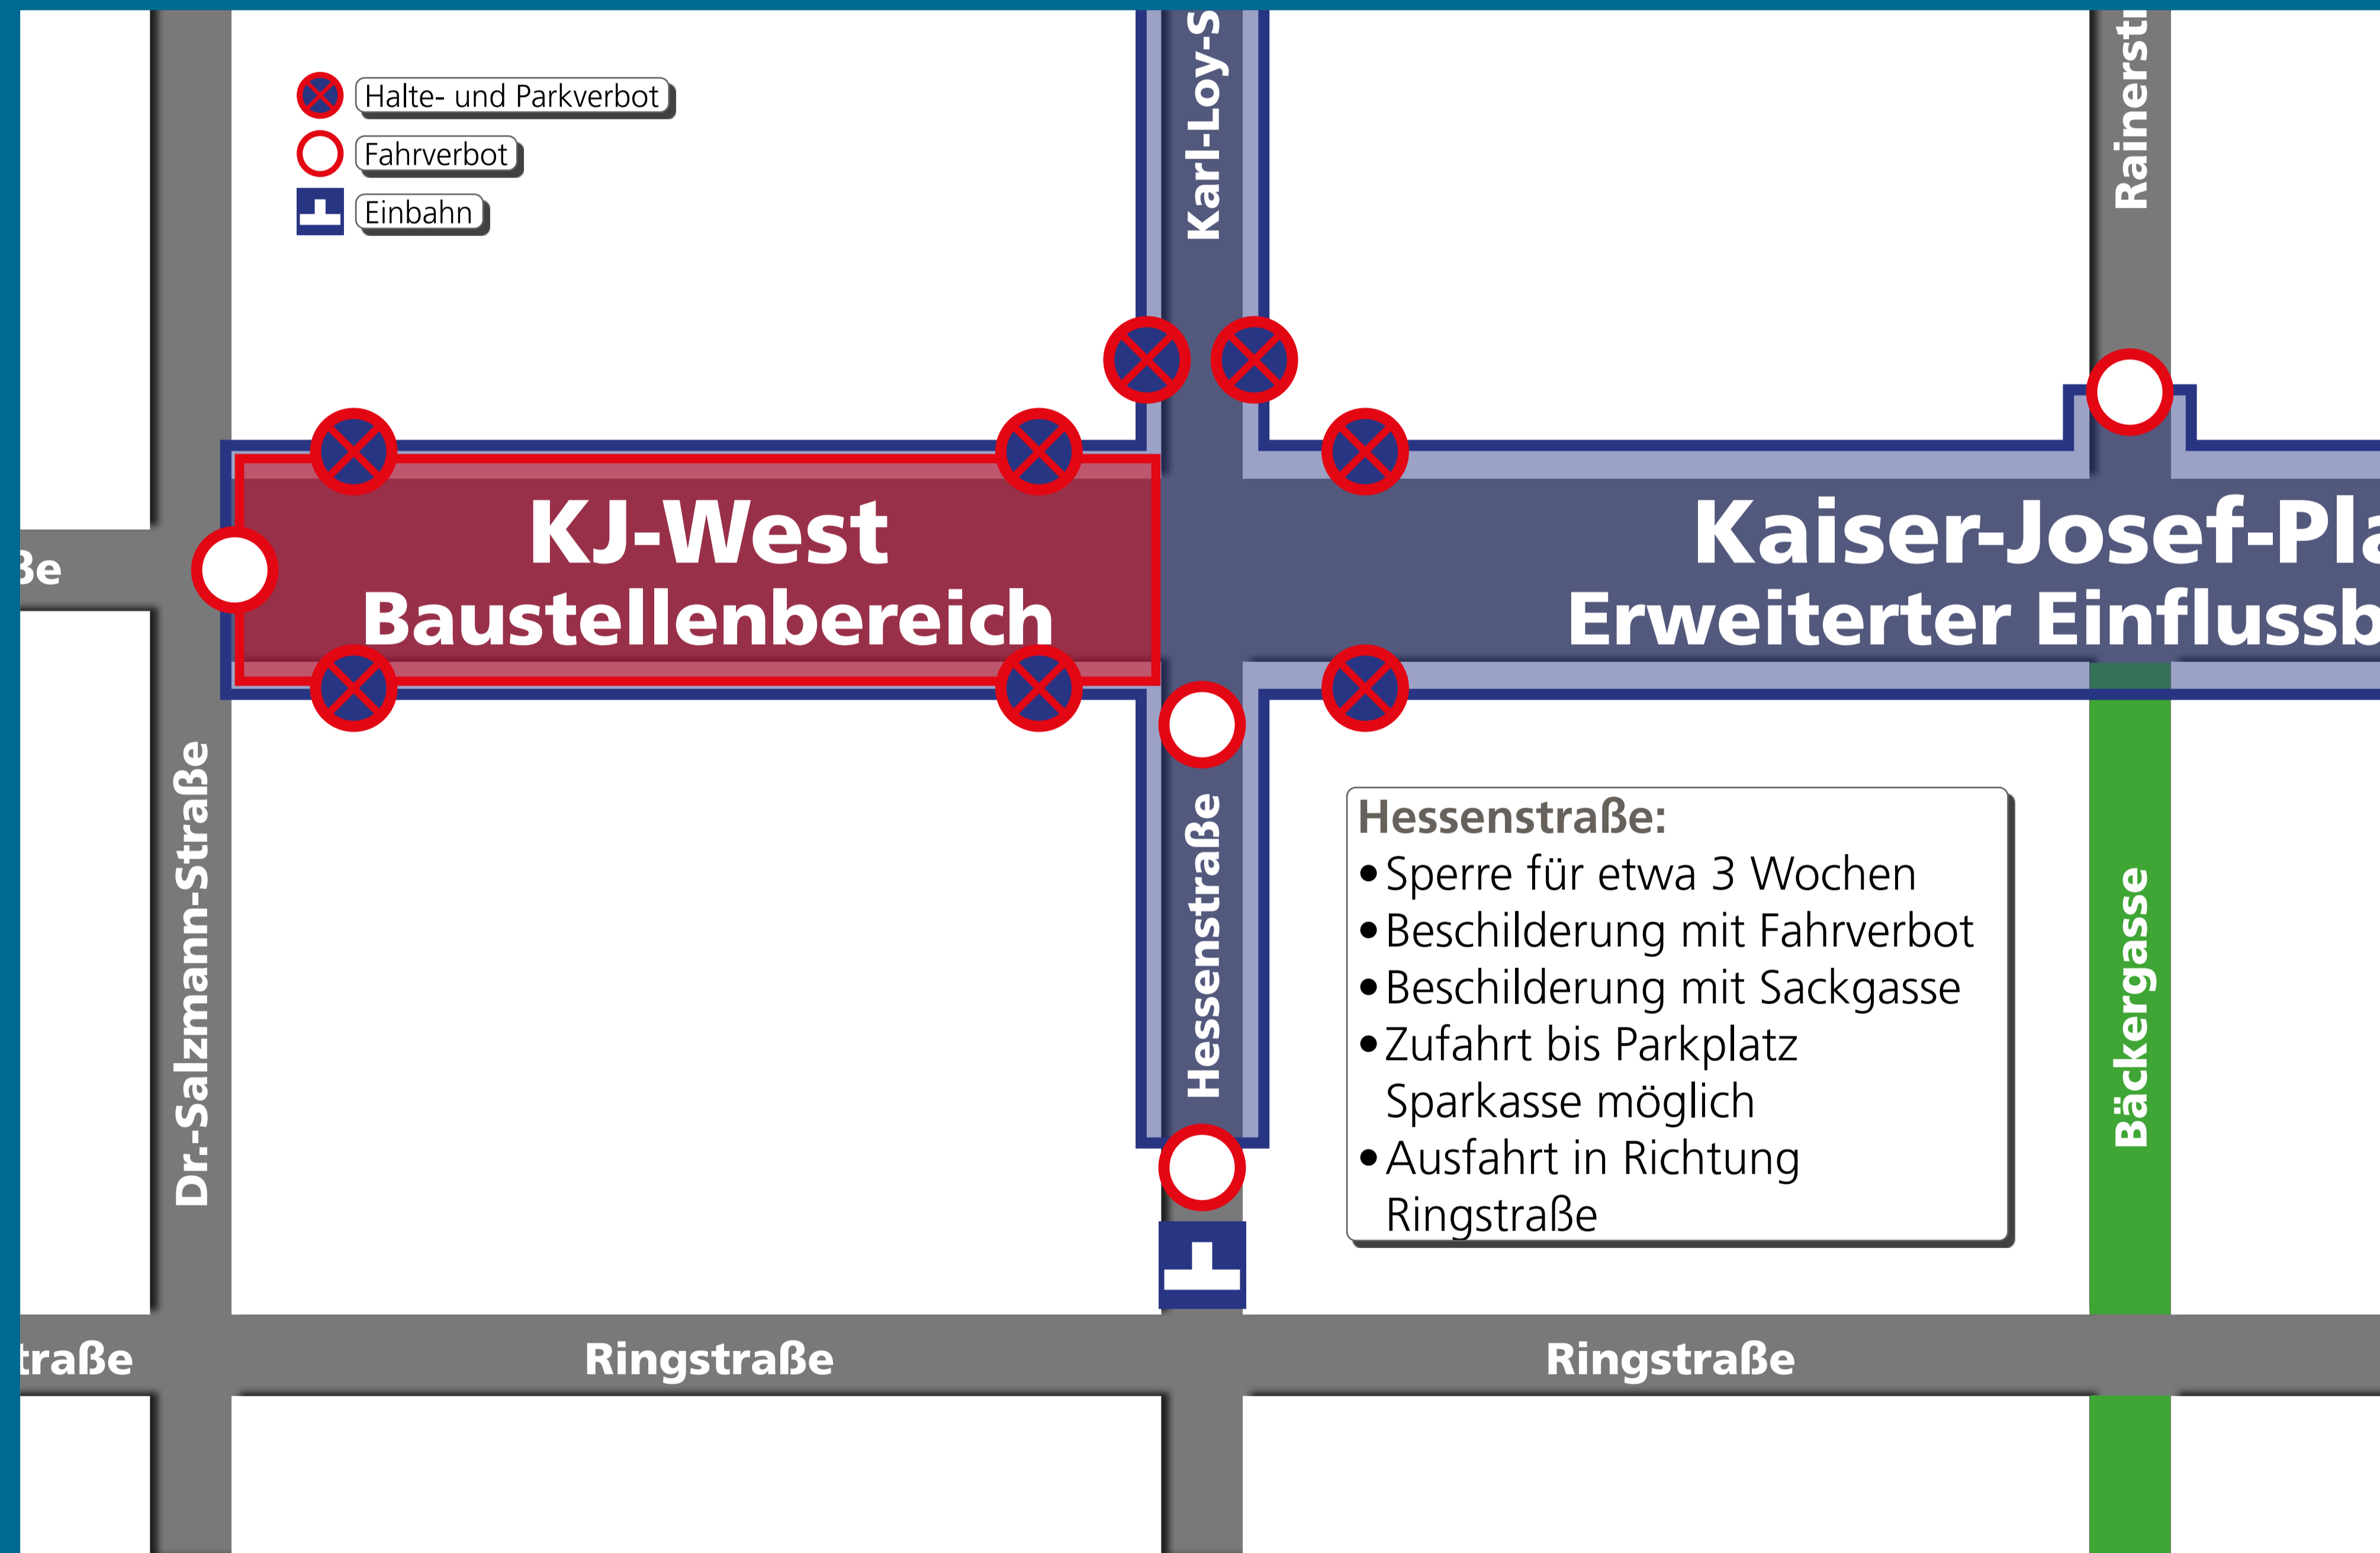 Halte- und Parkverbot
Fahrverbot
Einbahn
Karl-Loy-S
Rainerst
KJ-West
Baustellenbereich
Kaiser-Josef-Pla
Erweiterter Einflussb
ße
Dr.-Salzmann-Straße
Hessenstraße
Hessenstraße:
• Sperre für etwa 3 Wochen
• Beschilderung mit Fahrverbot
• Beschilderung mit Sackgasse
• Zufahrt bis Parkplatz
Sparkasse möglich
• Ausfahrt in Richtung
Ringstraße
Bäckergasse
traße
Ringstraße
Ringstraße